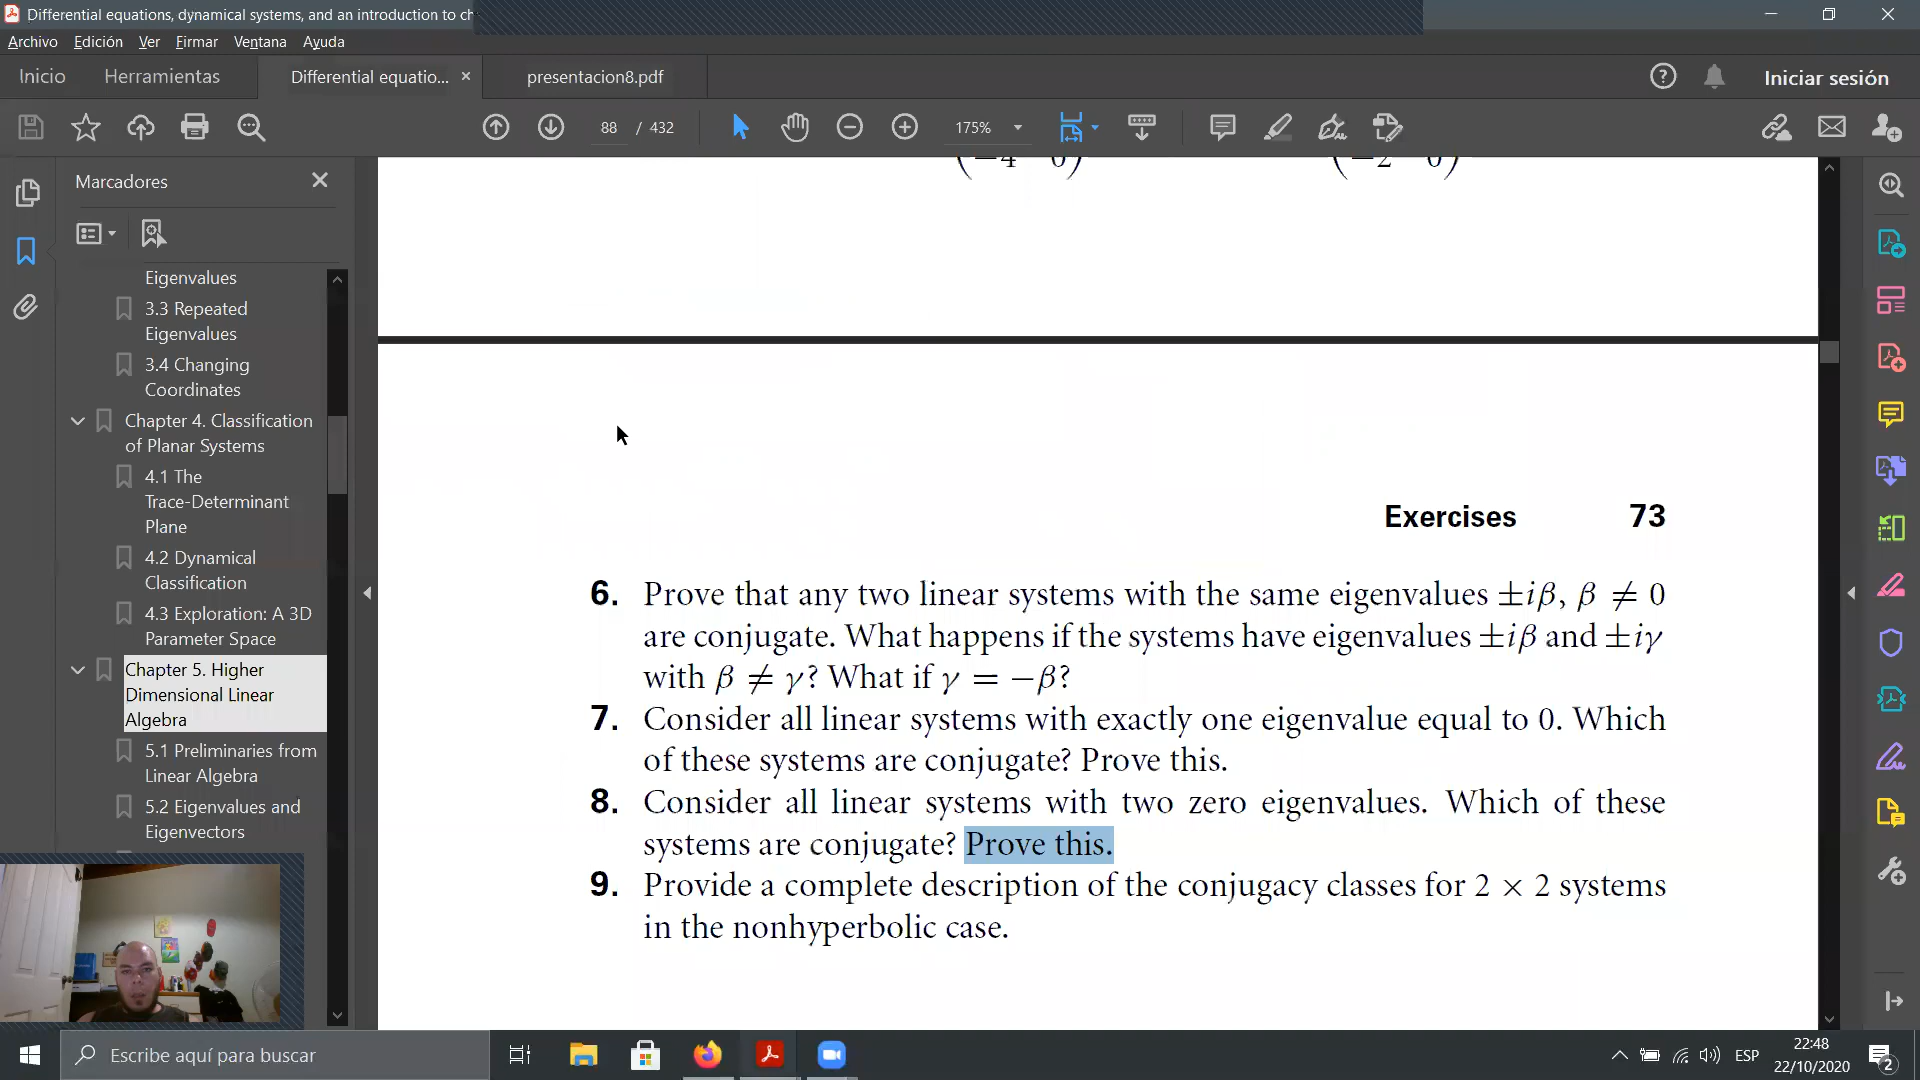 Differential equations, dynamical systems, and an introduction to ch
Archivo Edición Ver Firmar Ventana Ayuda
Inicio Herramientas Differential equatio... × presentacion8.pdf Iniciar sesión
88 / 432 175%
Marcadores
Eigenvalues
3.3 Repeated
Eigenvalues
3.4 Changing
Coordinates
Chapter 4. Classification
of Planar Systems
4.1 The
Trace-Determinant
Plane
4.2 Dynamical
Classification
4.3 Exploration: A 3D
Parameter Space
Chapter 5. Higher
Dimensional Linear
Algebra
5.1 Preliminaries from
Linear Algebra
5.2 Eigenvalues and
Eigenvectors
(−4 0) (−2 0)
Exercises 73
6. Prove that any two linear systems with the same eigenvalues ±iβ, β ≠ 0
are conjugate. What happens if the systems have eigenvalues ±iβ and ±iγ
with β ≠ γ? What if γ = −β?
7. Consider all linear systems with exactly one eigenvalue equal to 0. Which
of these systems are conjugate? Prove this.
8. Consider all linear systems with two zero eigenvalues. Which of these
systems are conjugate? Prove this.
9. Provide a complete description of the conjugacy classes for 2 × 2 systems
in the nonhyperbolic case.
Escribe aquí para buscar
ESP
22:48
22/10/2020
2